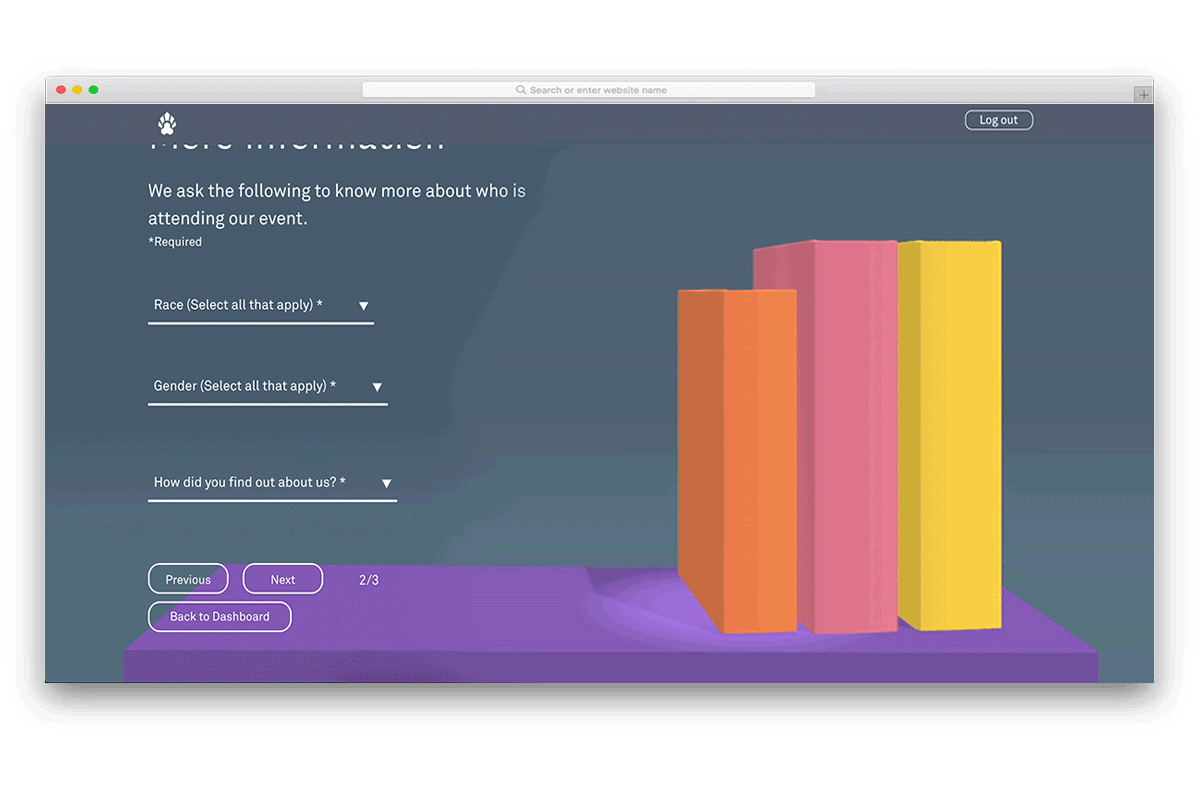 Search or enter website name
Log out
More Information
We ask the following to know more about who is
attending our event.
*Required
Race (Select all that apply) *
Gender (Select all that apply) *
How did you find out about us? *
Previous
Next
2/3
Back to Dashboard